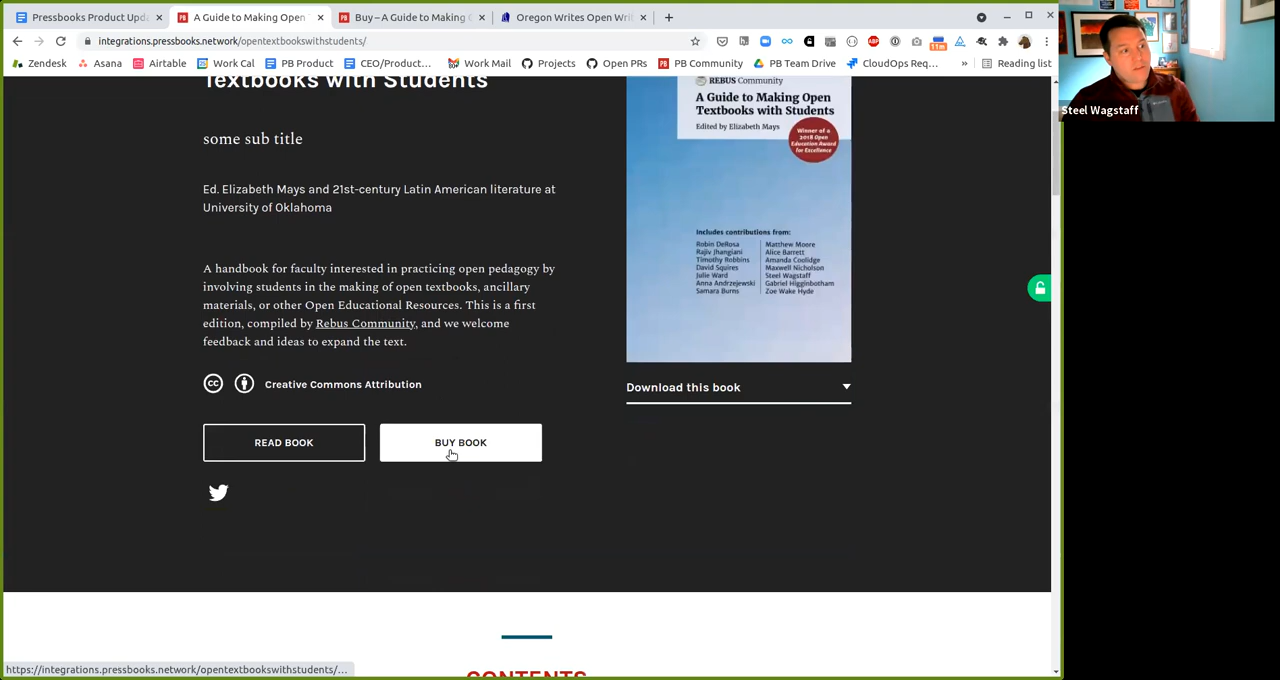 Pressbooks Product Upda
A Guide to Making Open
Buy – A Guide to Making O
Oregon Writes Open Writi
integrations.pressbooks.network/opentextbookswithstudents/
11m
Zendesk
Asana
Airtable
Work Cal
PB Product
CEO/Product…
Work Mail
Projects
Open PRs
PB Community
PB Team Drive
CloudOps Req…
»
Reading list
Steel Wagstaff
Textbooks with Students
some sub title
Ed. Elizabeth Mays and 21st-century Latin American literature at
University of Oklahoma
A handbook for faculty interested in practicing open pedagogy by
involving students in the making of open textbooks, ancillary
materials, or other Open Educational Resources. This is a first
edition, compiled by Rebus Community, and we welcome
feedback and ideas to expand the text.
Creative Commons Attribution
READ BOOK
BUY BOOK
REBUS Community
A Guide to Making Open
Textbooks with Students
Edited by Elizabeth Mays
Winner of a
2018 Open
Education Award
for Excellence
Includes contributions from:
Robin DeRosa
Rajiv Jhangiani
Timothy Robbins
David Squires
Julie Ward
Anna Andrzejewski
Samara Burns
Matthew Moore
Alice Barrett
Amanda Coolidge
Maxwell Nicholson
Steel Wagstaff
Gabriel Higginbotham
Zoe Wake Hyde
Download this book
CONTENTS
https://integrations.pressbooks.network/opentextbookswithstudents/…